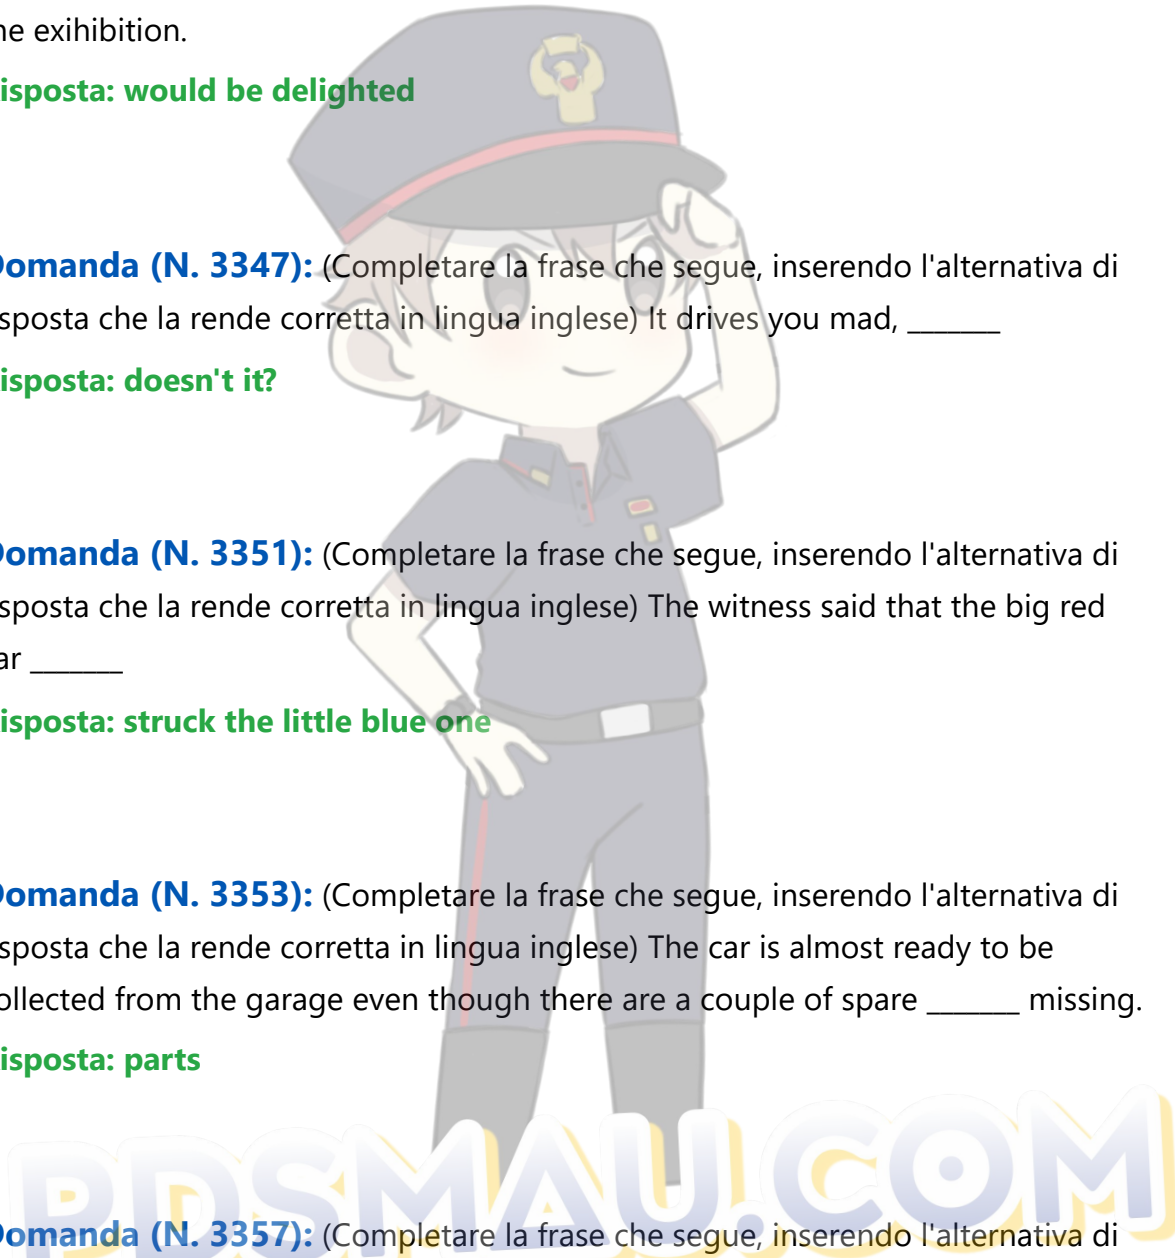 he exihibition.
isposta: would be delighted
Domanda (N. 3347): (Completare la frase che segue, inserendo l'alternativa di
isposta che la rende corretta in lingua inglese) It drives you mad, _______
isposta: doesn't it?
Domanda (N. 3351): (Completare la frase che segue, inserendo l'alternativa di
isposta che la rende corretta in lingua inglese) The witness said that the big red
ar _______
isposta: struck the little blue one
Domanda (N. 3353): (Completare la frase che segue, inserendo l'alternativa di
isposta che la rende corretta in lingua inglese) The car is almost ready to be
ollected from the garage even though there are a couple of spare _______ missing.
isposta: parts
PDSMAU.COM
Domanda (N. 3357): (Completare la frase che segue, inserendo l'alternativa di